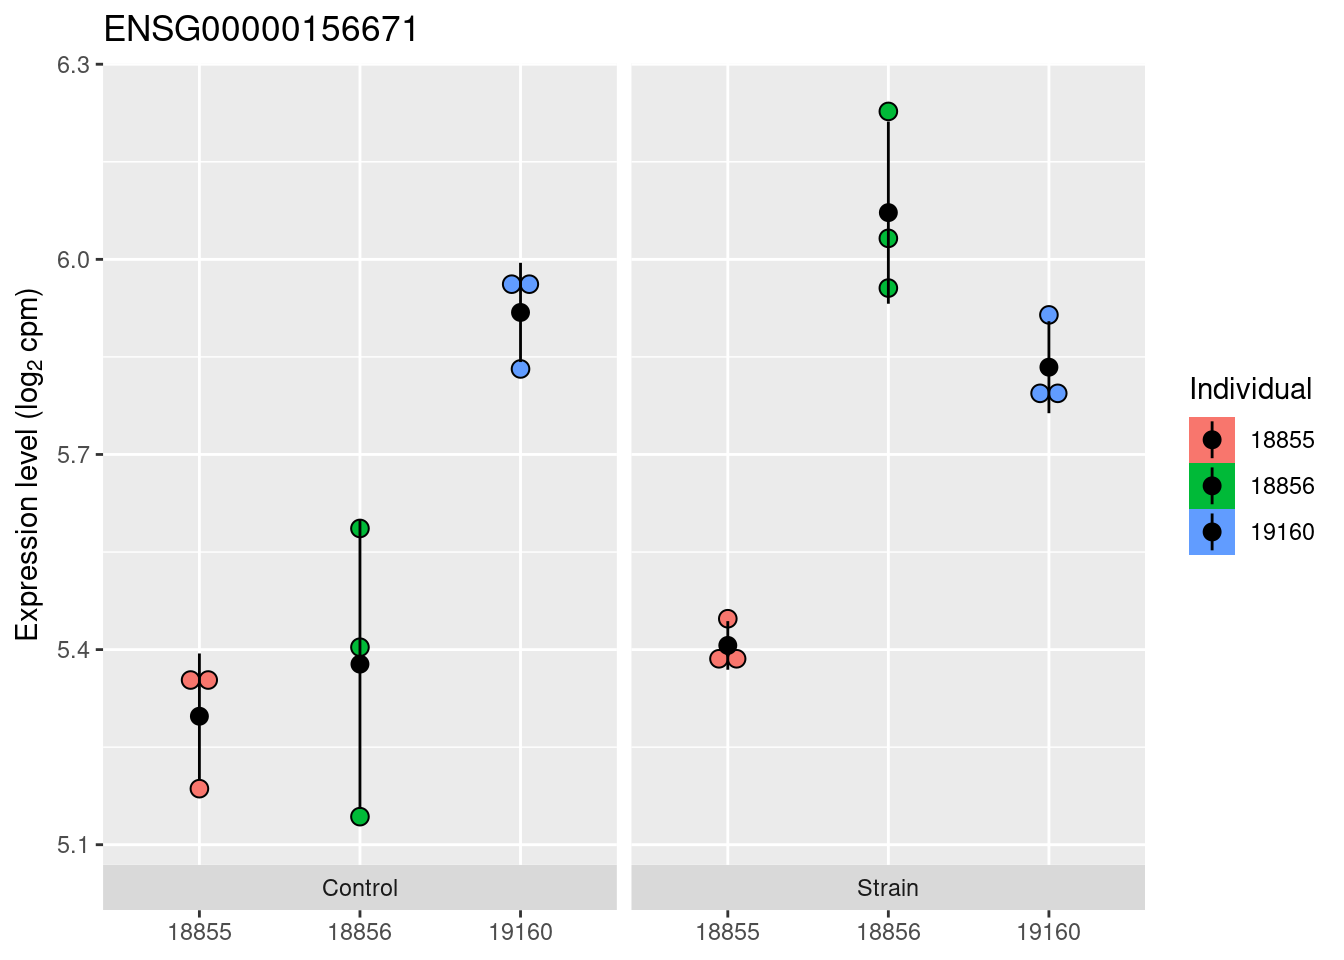 ENSG00000156671
Expression level (log₂ cpm)
6.3
6.0
5.7
5.4
5.1
Control
Strain
18855
18856
19160
18855
18856
19160
Individual
18855
18856
19160